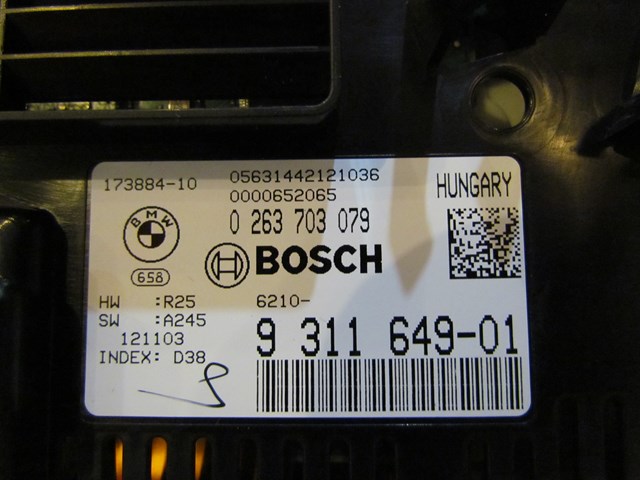 173884-10
05631442121036
0000652065
HUNGARY
0 263 703 079
BMW
BOSCH
658
HW :R25
6210-
SW :A245
9 311 649-01
121103
INDEX: D38